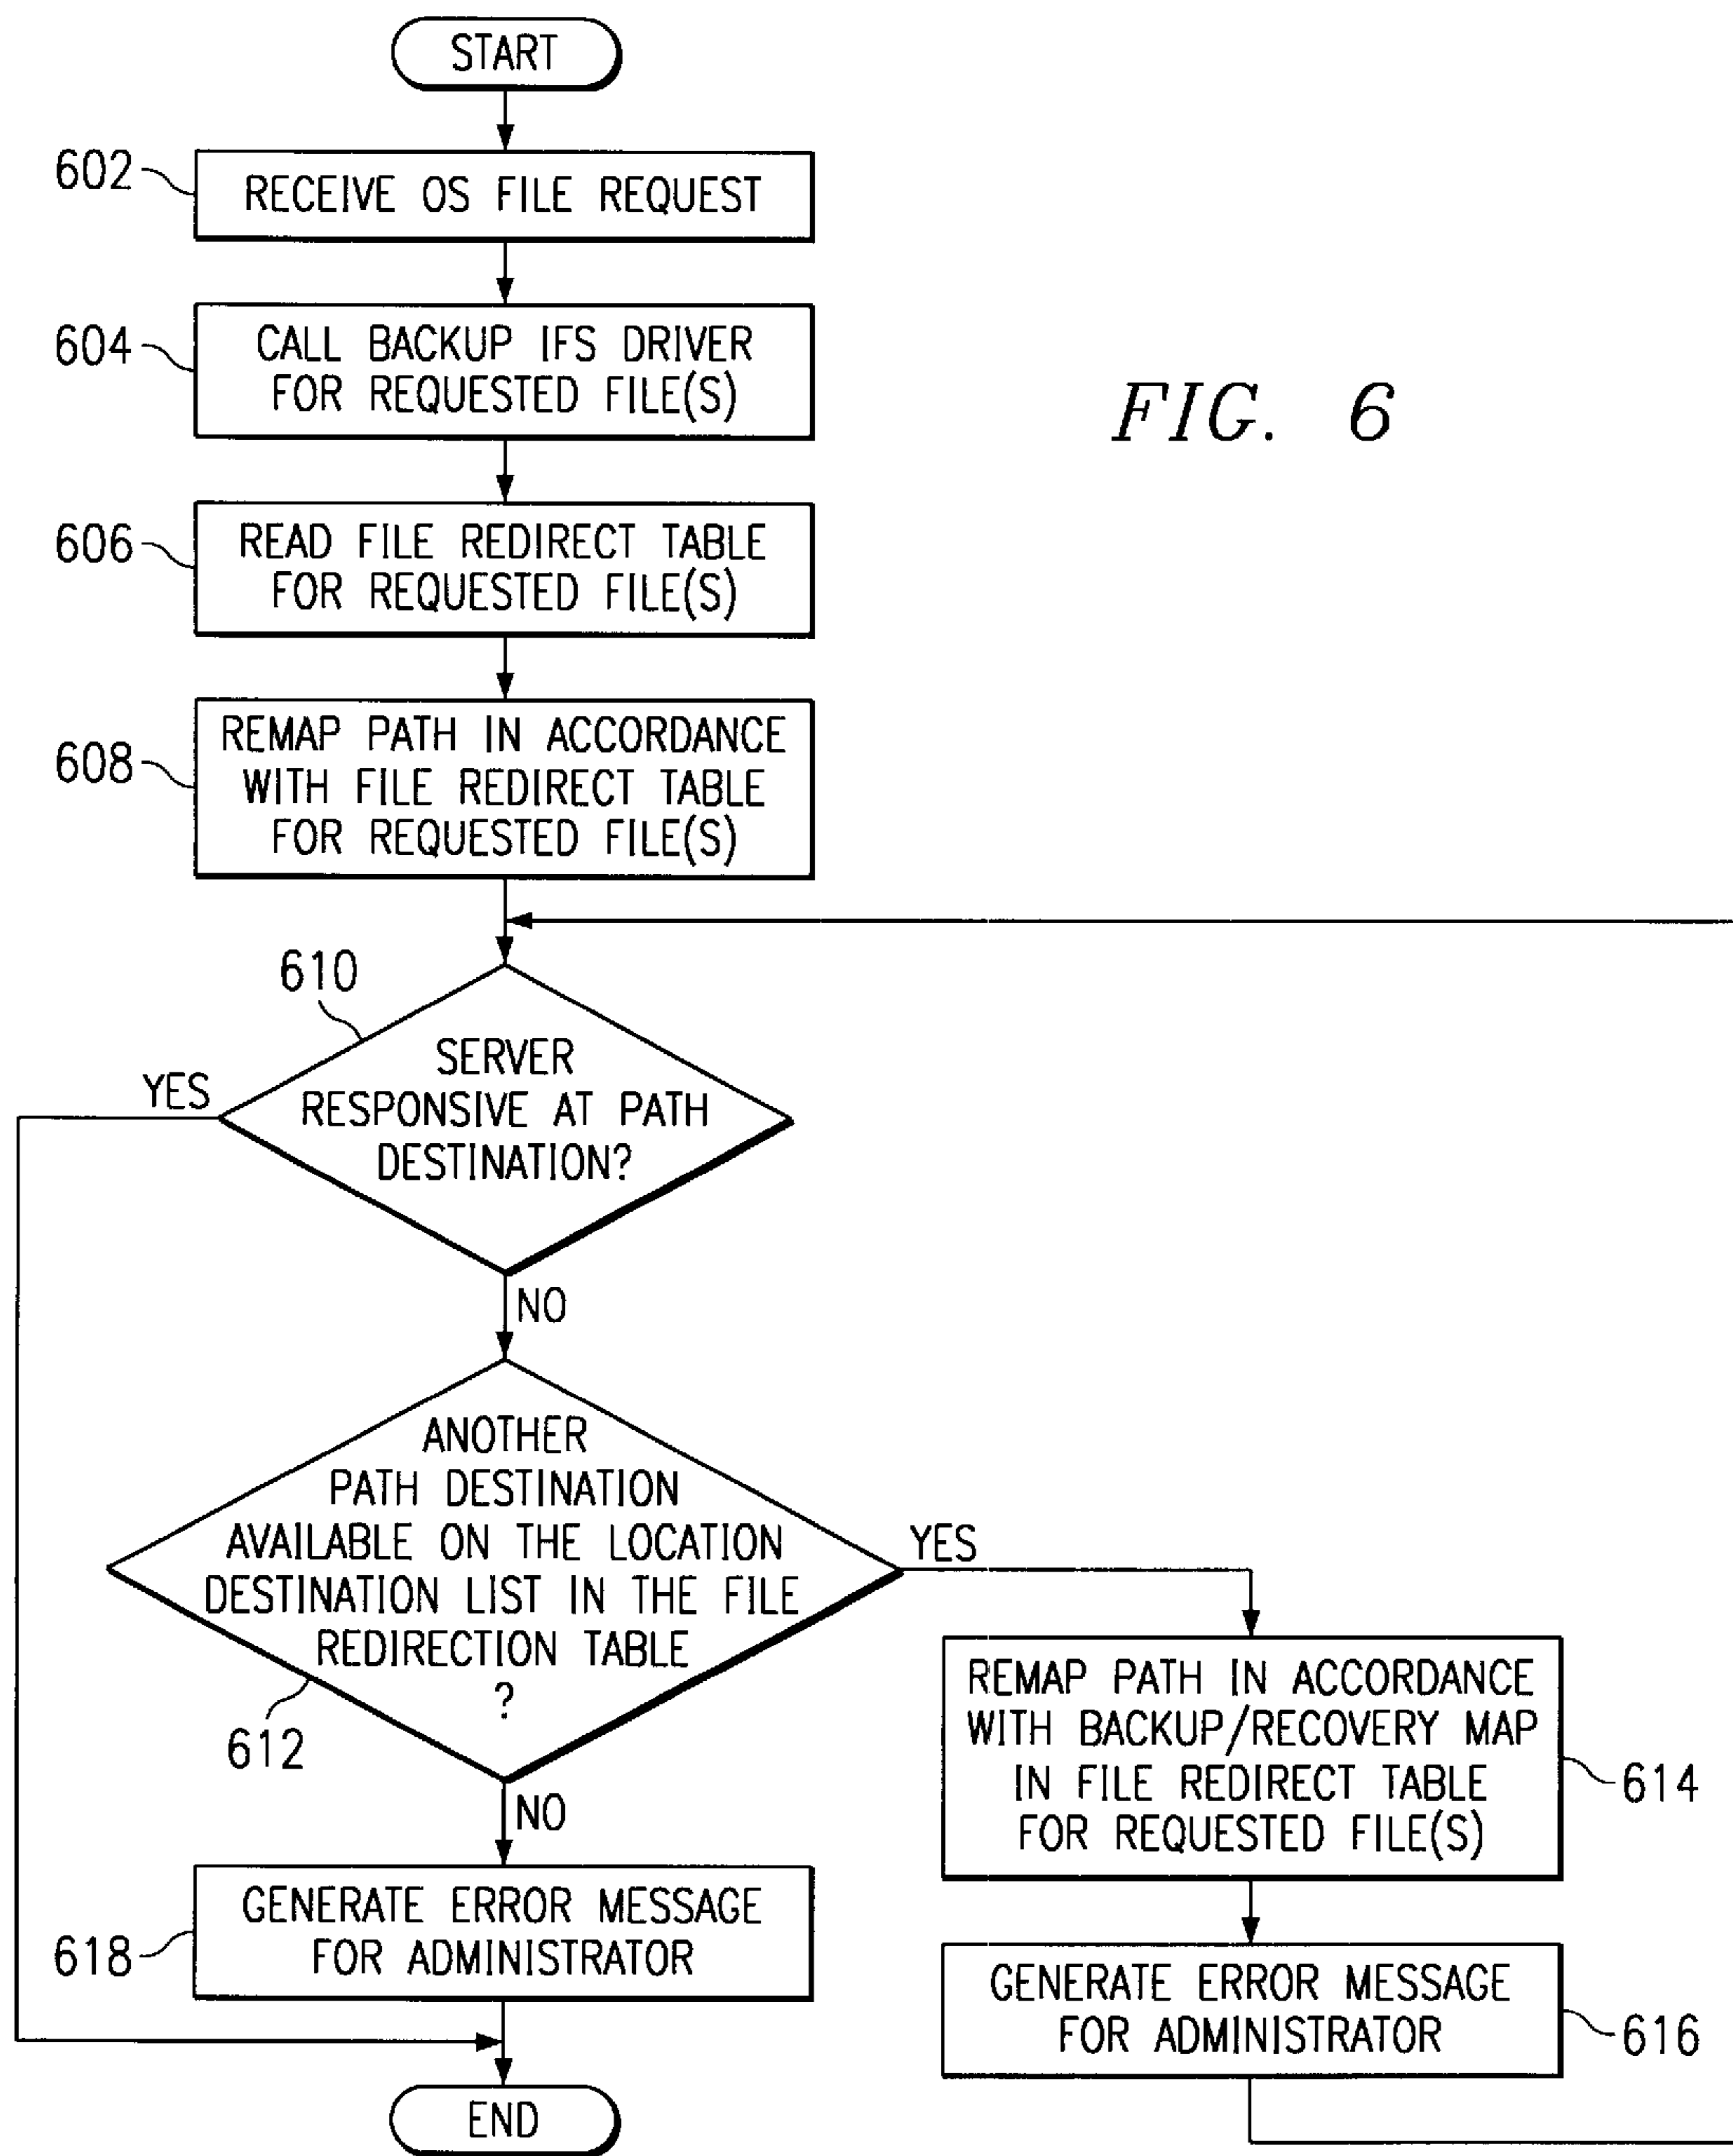 START
602
RECEIVE OS FILE REQUEST
604
CALL BACKUP IFS DRIVER
FOR REQUESTED FILE(S)
FIG. 6
606
READ FILE REDIRECT TABLE
FOR REQUESTED FILE(S)
608
REMAP PATH IN ACCORDANCE
WITH FILE REDIRECT TABLE
FOR REQUESTED FILE(S)
610
SERVER
RESPONSIVE AT PATH
DESTINATION?
YES
NO
ANOTHER
PATH DESTINATION
AVAILABLE ON THE LOCATION
DESTINATION LIST IN THE FILE
REDIRECTION TABLE
?
612
YES
NO
REMAP PATH IN ACCORDANCE
WITH BACKUP/RECOVERY MAP
IN FILE REDIRECT TABLE
FOR REQUESTED FILE(S)
614
GENERATE ERROR MESSAGE
FOR ADMINISTRATOR
618
GENERATE ERROR MESSAGE
FOR ADMINISTRATOR
616
END